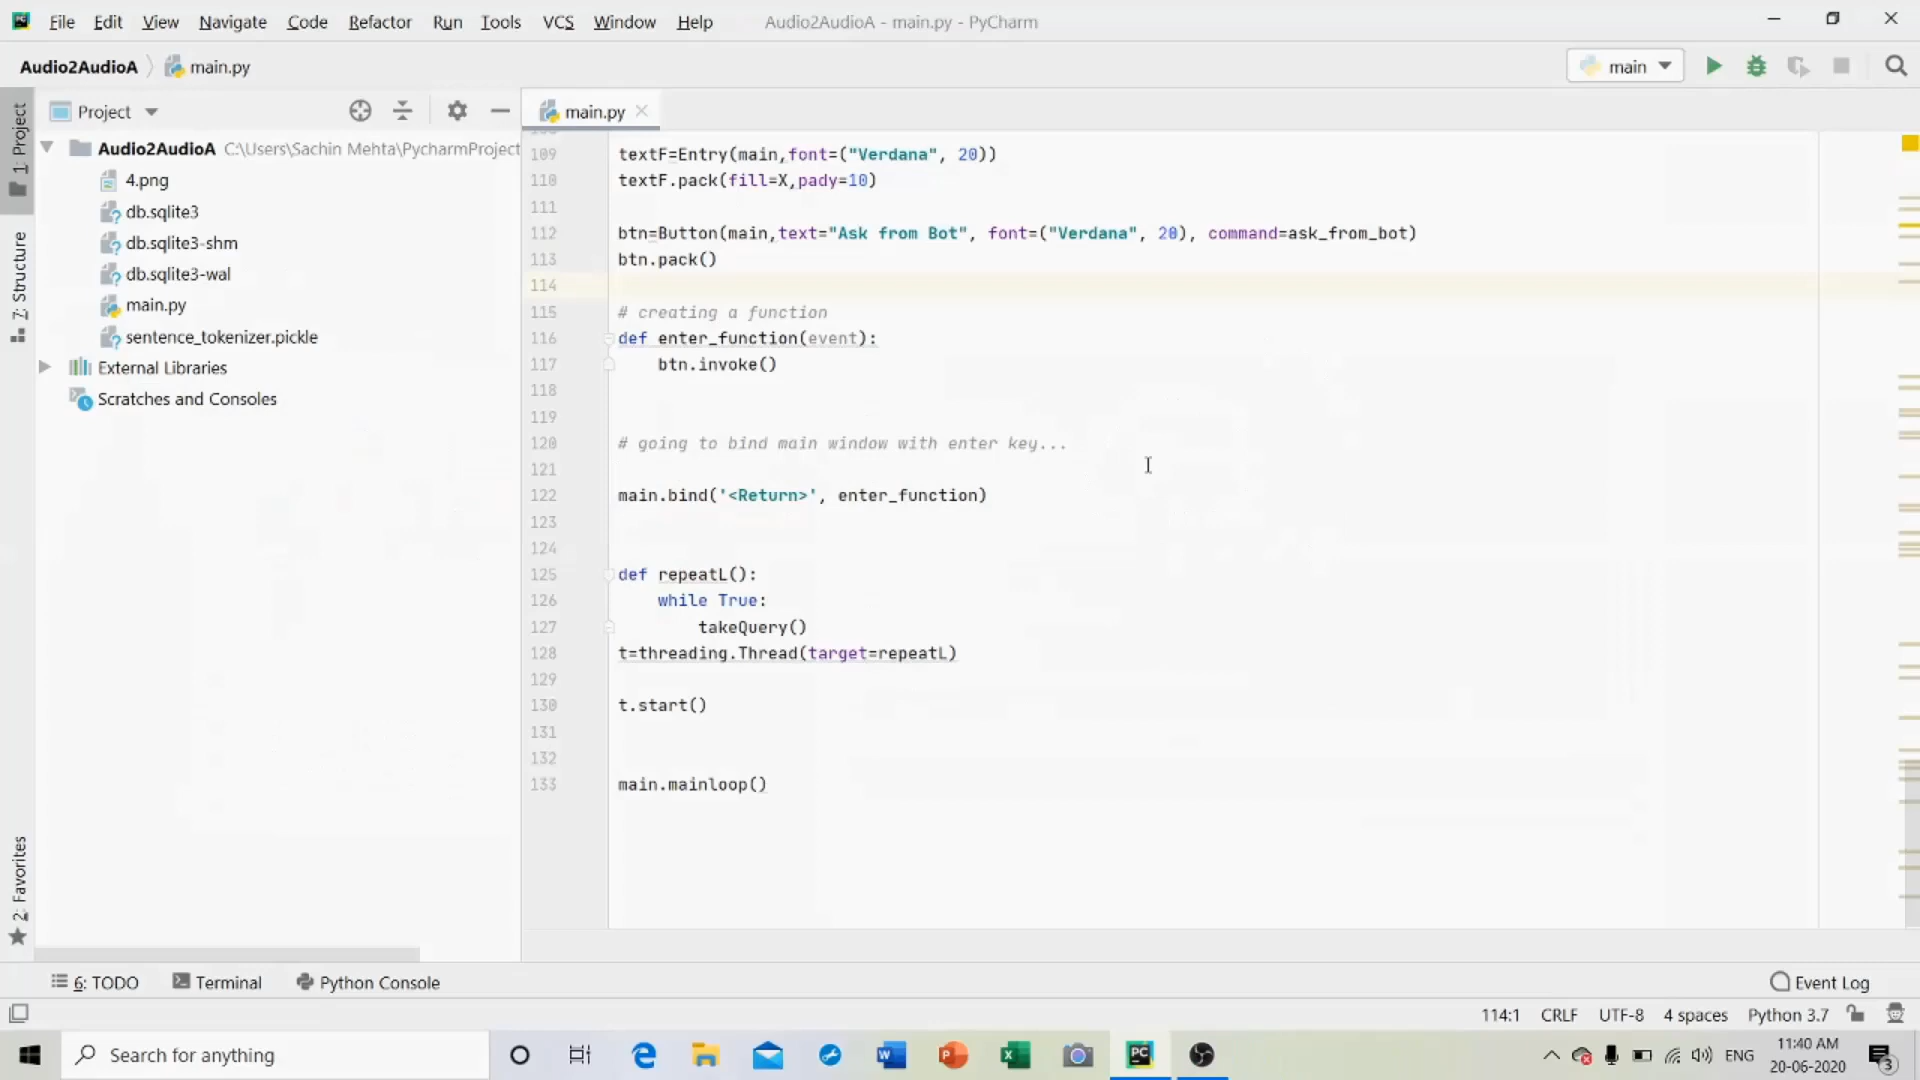 File Edit View Navigate Code Refactor Run Tools VCS Window Help Audio2AudioA - main.py - PyCharm
Audio2AudioA main.py main
1: Project
7: Structure
2: Favorites
Project
Audio2AudioA C:\Users\Sachin Mehta\PycharmProject
4.png
db.sqlite3
db.sqlite3-shm
db.sqlite3-wal
main.py
sentence_tokenizer.pickle
External Libraries
Scratches and Consoles
main.py
109 textF=Entry(main,font=("Verdana", 20))
110 textF.pack(fill=X,pady=10)
111
112 btn=Button(main,text="Ask from Bot", font=("Verdana", 20), command=ask_from_bot)
113 btn.pack()
114
115 # creating a function
116 def enter_function(event):
117 btn.invoke()
118
119
120 # going to bind main window with enter key...
121
122 main.bind('<Return>', enter_function)
123
124
125 def repeatL():
126 while True:
127 takeQuery()
128 t=threading.Thread(target=repeatL)
129
130 t.start()
131
132
133 main.mainloop()
6: TODO Terminal Python Console Event Log
114:1 CRLF UTF-8 4 spaces Python 3.7
Search for anything
ENG
11:40 AM
20-06-2020
3